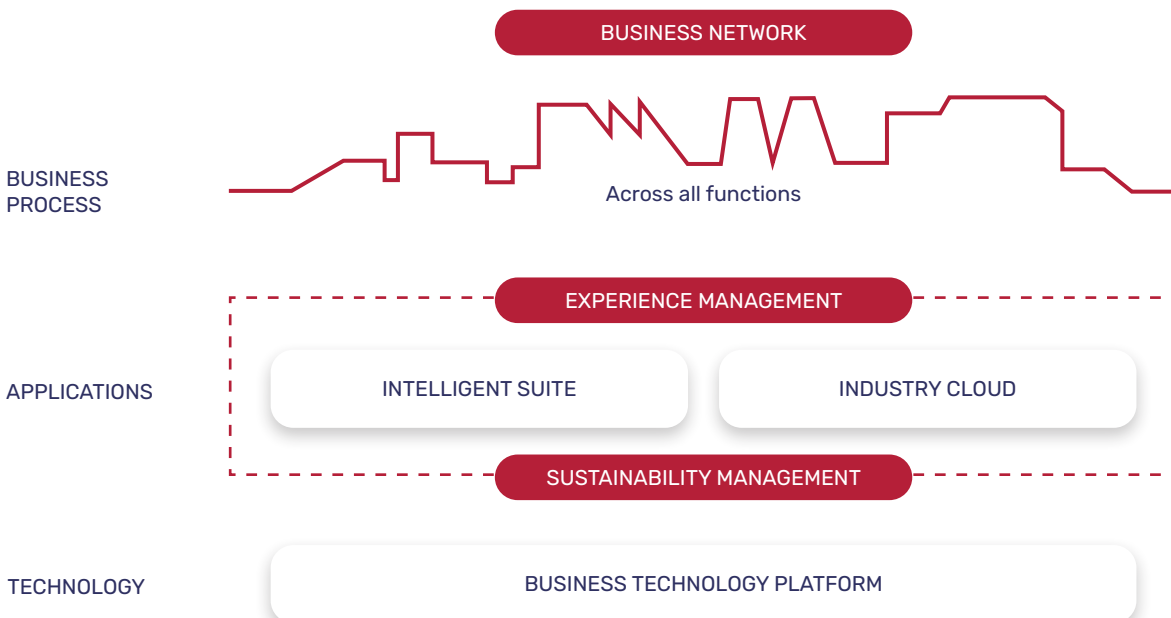 BUSINESS NETWORK
BUSINESS
PROCESS
Across all functions
EXPERIENCE MANAGEMENT
APPLICATIONS
INTELLIGENT SUITE
INDUSTRY CLOUD
SUSTAINABILITY MANAGEMENT
TECHNOLOGY
BUSINESS TECHNOLOGY PLATFORM